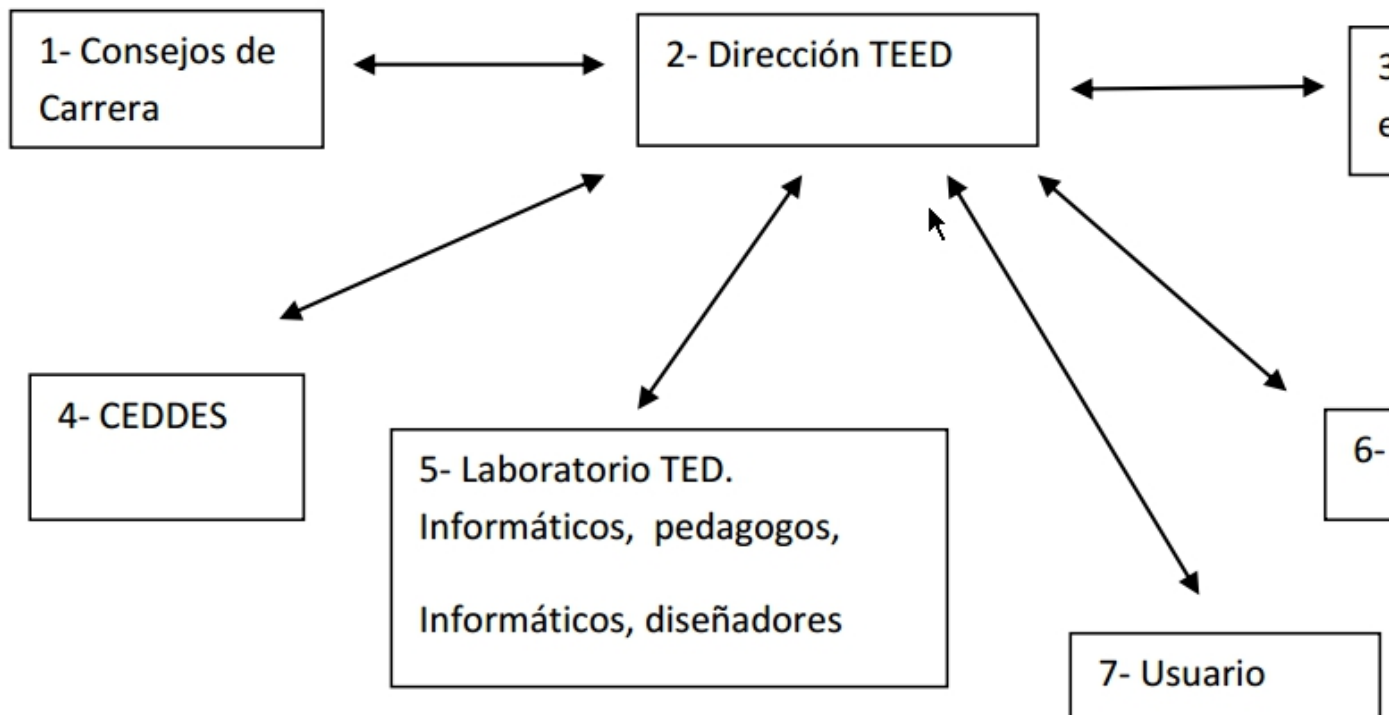 1- Consejos de
Carrera
2- Dirección TEED
3
e
4- CEDDES
5- Laboratorio TED.
Informáticos, pedagogos,
Informáticos, diseñadores
6-
7- Usuario